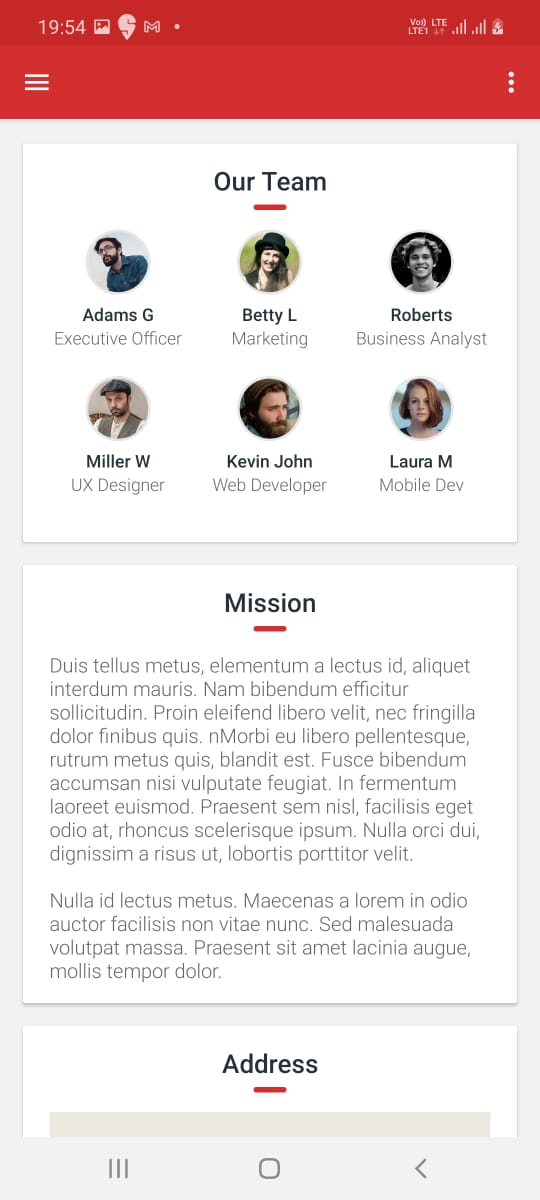 19:54
Vo)) LTE
LTE1
Our Team
Adams G
Betty L
Roberts
Executive Officer
Marketing
Business Analyst
Miller W
Kevin John
Laura M
UX Designer
Web Developer
Mobile Dev
Mission
Duis tellus metus, elementum a lectus id, aliquet
interdum mauris. Nam bibendum efficitur
sollicitudin. Proin eleifend libero velit, nec fringilla
dolor finibus quis. nMorbi eu libero pellentesque,
rutrum metus quis, blandit est. Fusce bibendum
accumsan nisi vulputate feugiat. In fermentum
laoreet euismod. Praesent sem nisl, facilisis eget
odio at, rhoncus scelerisque ipsum. Nulla orci dui,
dignissim a risus ut, lobortis porttitor velit.
Nulla id lectus metus. Maecenas a lorem in odio
auctor facilisis non vitae nunc. Sed malesuada
volutpat massa. Praesent sit amet lacinia augue,
mollis tempor dolor.
Address